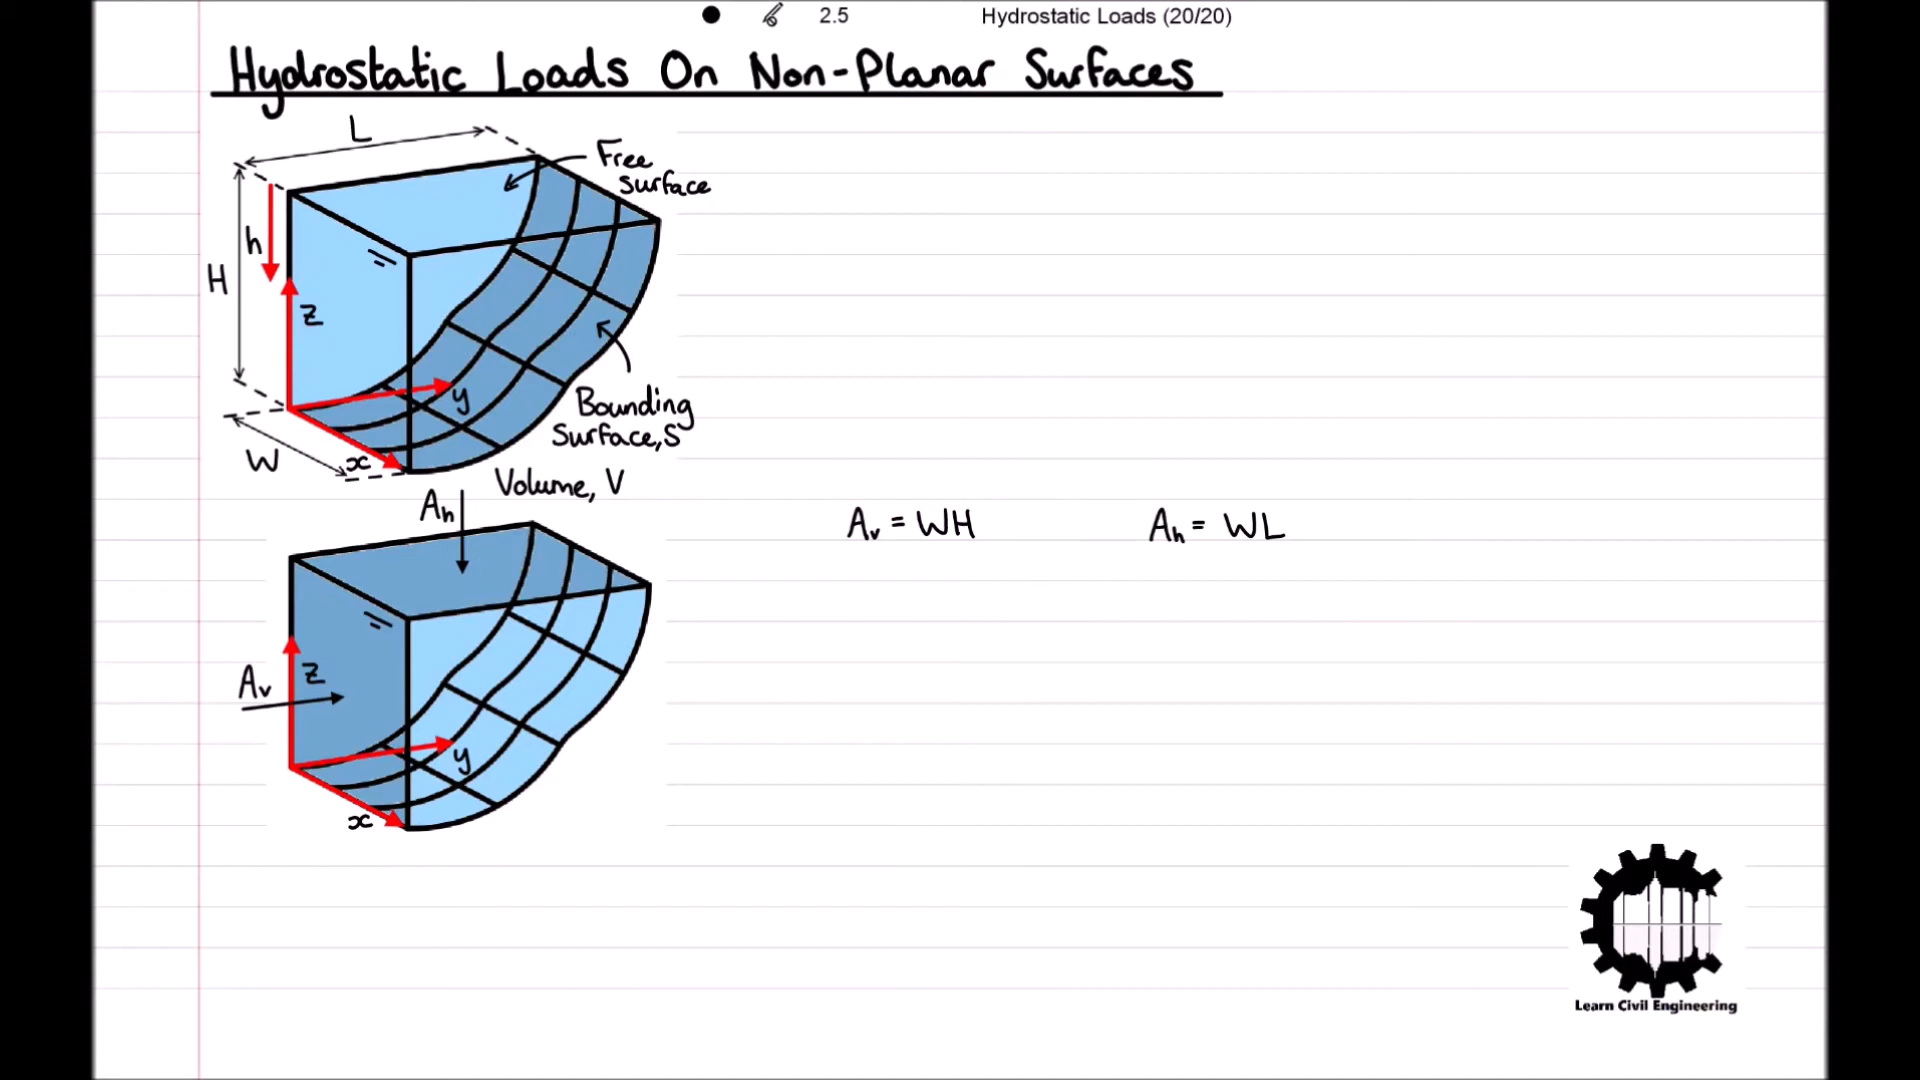 2.5 Hydrostatic Loads (20/20)
Hydrostatic Loads On Non-Planar Surfaces
L
Free
surface
h
H
z
y
Bounding
Surface, S
W
x
Volume, V
Ah
Av = WH Ah = WL
Av
z
y
x
Learn Civil Engineering